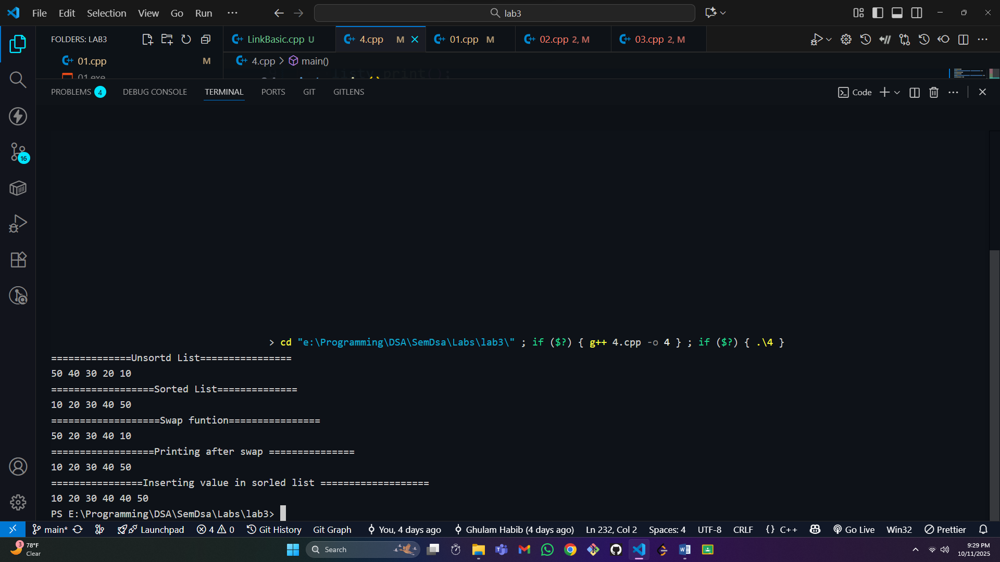 File Edit Selection View Go Run ··· lab3
FOLDERS: LAB3
LinkBasic.cpp U 4.cpp M 01.cpp M 02.cpp 2, M 03.cpp 2, M
01.cpp M
4.cpp > main()
01.exe
listy.print();
PROBLEMS 4 DEBUG CONSOLE TERMINAL PORTS GIT GITLENS Code
16
> cd "e:\Programming\DSA\SemDsa\Labs\lab3\" ; if ($?) { g++ 4.cpp -o 4 } ; if ($?) { .\4 }
==============Unsortd List================
50 40 30 20 10
==================Sorted List==============
10 20 30 40 50
===================Swap funtion================
50 20 30 40 10
==================Printing after swap ===============
10 20 30 40 50
================Inserting value in sorled list ===================
10 20 30 40 40 50
PS E:\Programming\DSA\SemDsa\Labs\lab3>
main* Launchpad 4 0 Git History Git Graph You, 4 days ago Ghulam Habib (4 days ago) Ln 232, Col 2 Spaces: 4 UTF-8 CRLF {} C++ Go Live Win32 Prettier
3 78°F
Clear
Search
9:29 PM
10/11/2025